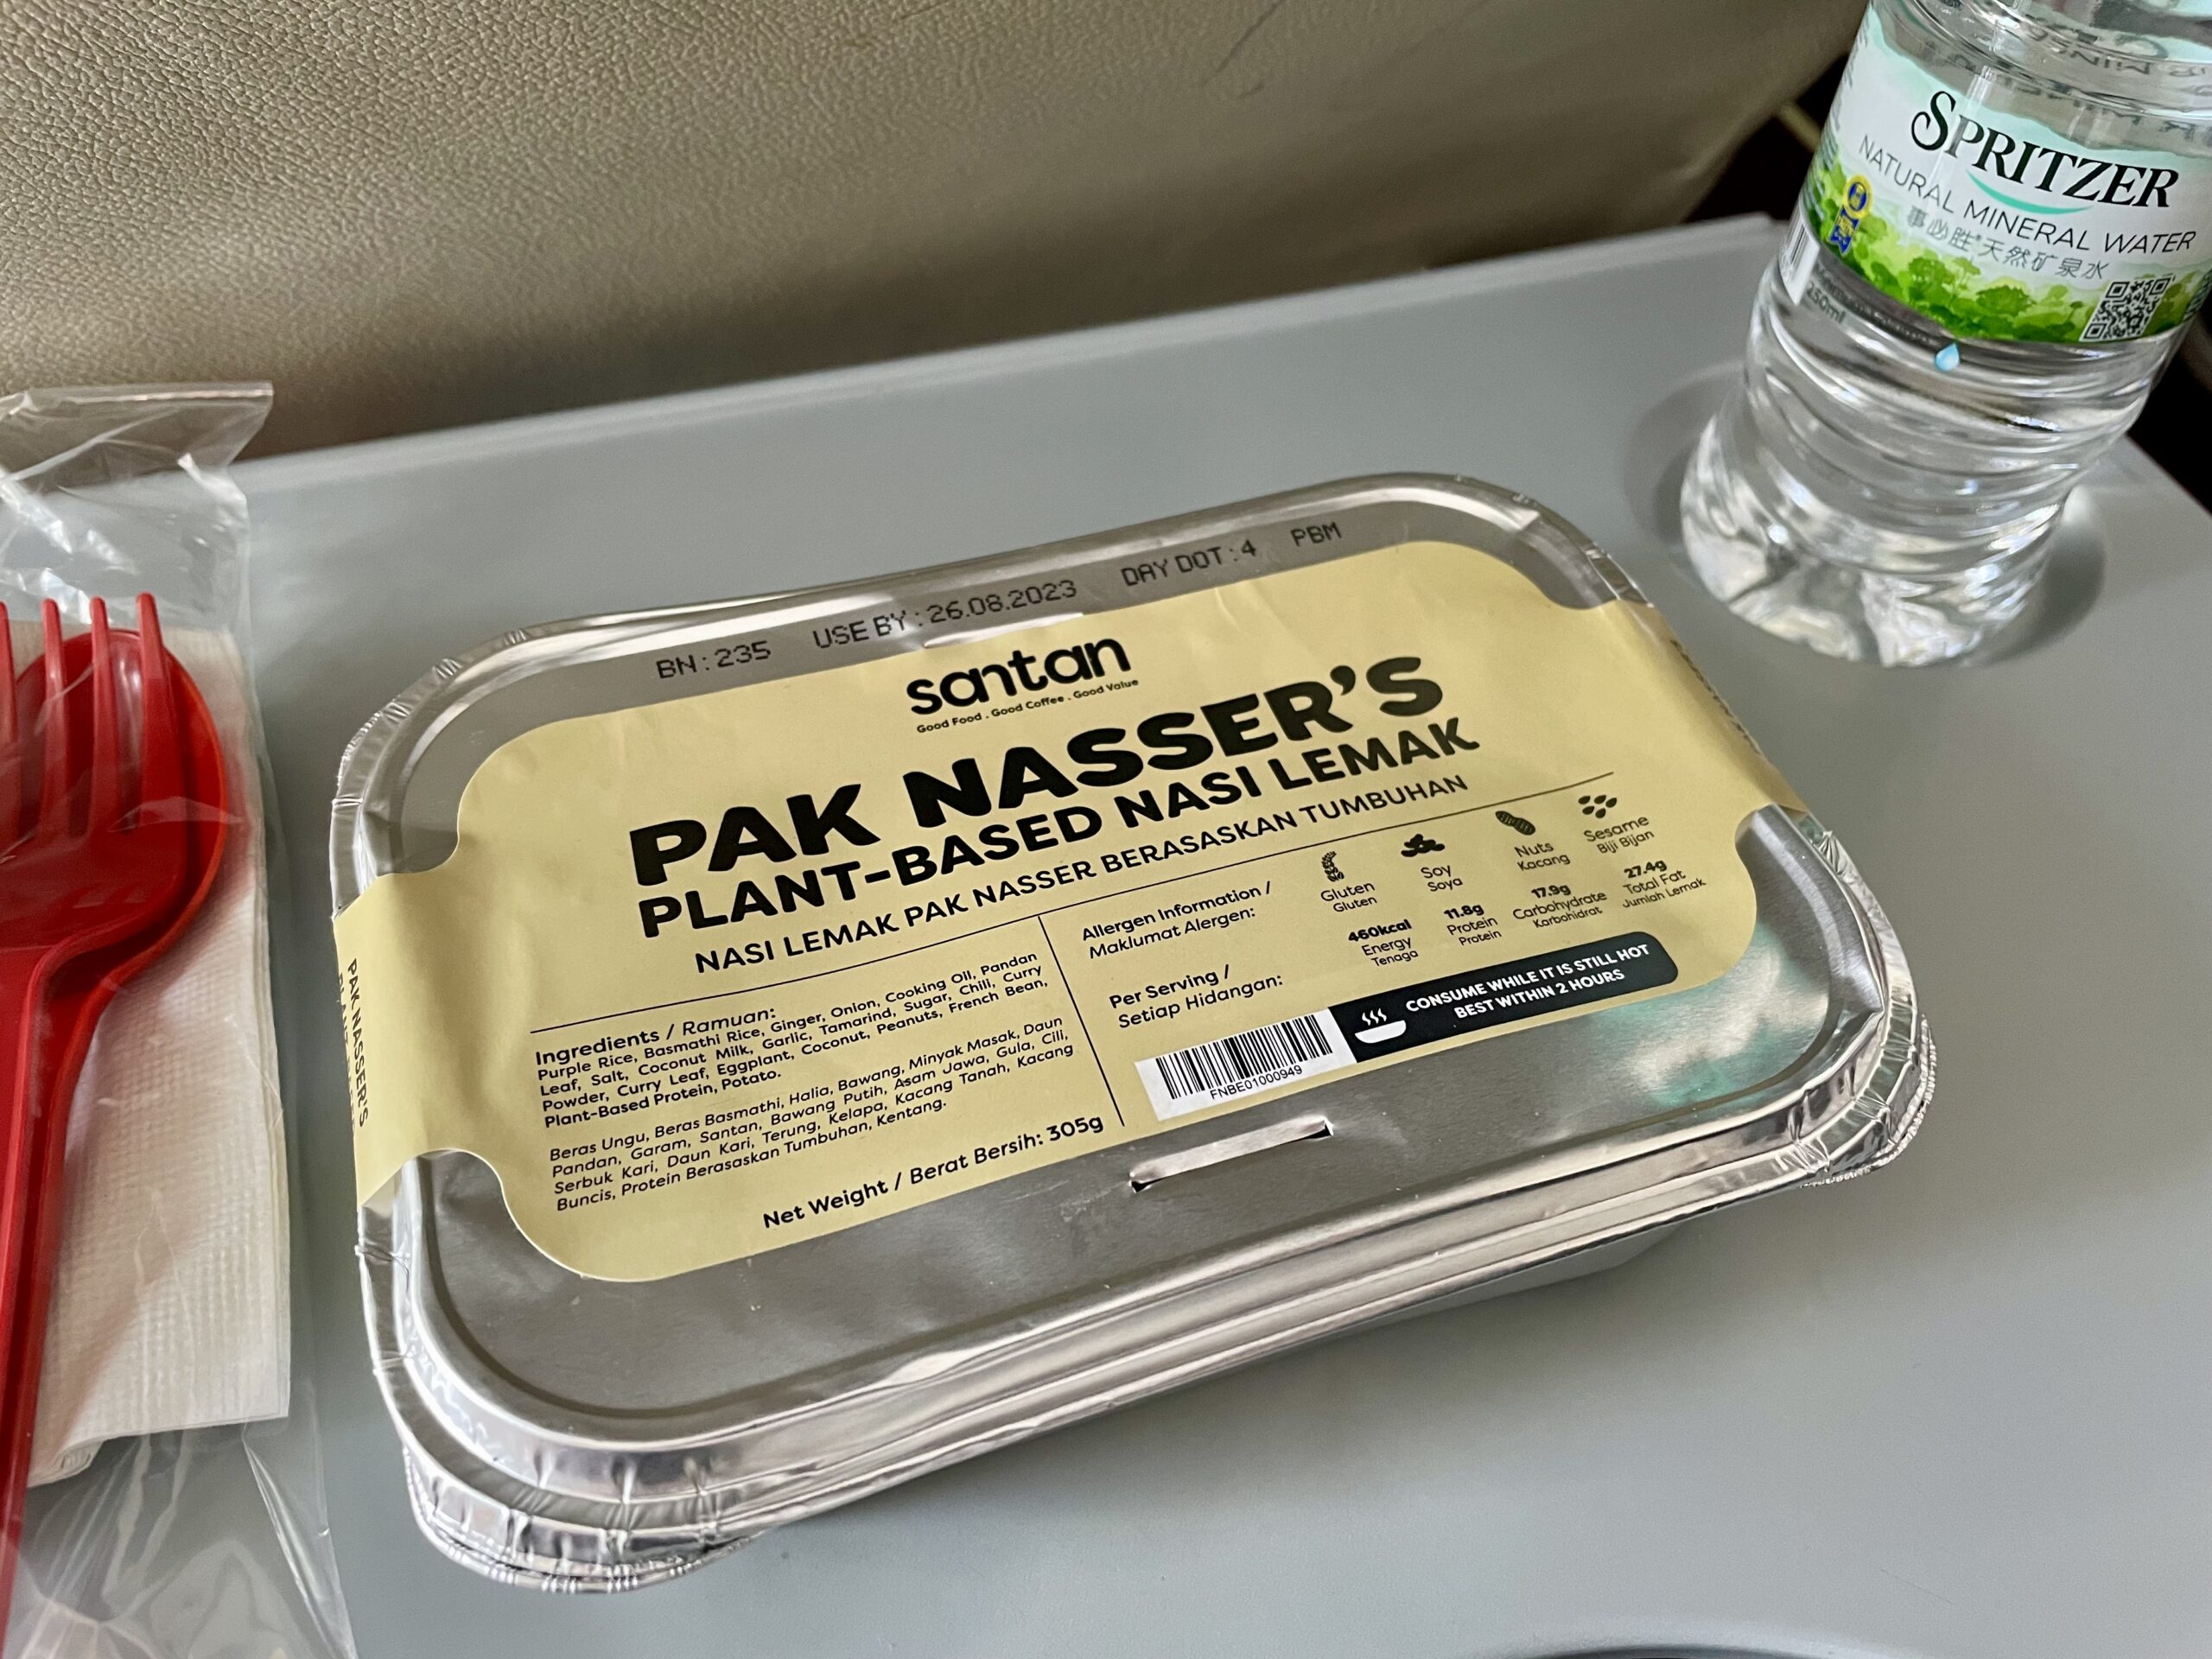 BN : 235 USE BY : 26.08.2023 DAY DOT : 4 PBM
santan
Good Food . Good Coffee . Good Value
PAK NASSER'S
PLANT-BASED NASI LEMAK
NASI LEMAK PAK NASSER BERASASKAN TUMBUHAN
Ingredients / Ramuan:
Purple Rice, Basmathi Rice, Ginger, Onion, Cooking Oil, Pandan
Leaf, Salt, Coconut Milk, Garlic, Tamarind, Sugar, Chili, Curry
Powder, Curry Leaf, Eggplant, Coconut, Peanuts, French Bean,
Plant-Based Protein, Potato.
Beras Ungu, Beras Basmathi, Halia, Bawang, Minyak Masak, Daun
Pandan, Garam, Santan, Bawang Putih, Asam Jawa, Gula, Cili,
Serbuk Kari, Daun Kari, Terung, Kelapa, Kacang Tanah, Kacang
Buncis, Protein Berasaskan Tumbuhan, Kentang.
Net Weight / Berat Bersih: 305g
Allergen Information /
Maklumat Alergen:
Gluten
Gluten
Soy
Soya
Nuts
Kacang
Sesame
Biji Bijan
Per Serving /
Setiap Hidangan:
460kcal
Energy
Tenaga
11.8g
Protein
Protein
17.9g
Carbohydrate
Karbohidrat
27.4g
Total Fat
Jumlah Lemak
FNBE01000949
CONSUME WHILE IT IS STILL HOT
BEST WITHIN 2 HOURS
PAK NASSER'S
SPRITZER
NATURAL MINERAL WATER
事必胜®天然矿泉水
250ml